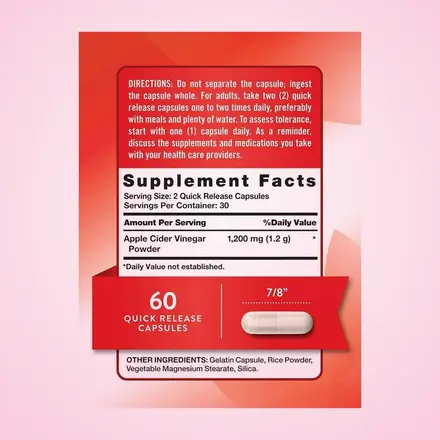 DIRECTIONS: Do not separate the capsule; ingest
the capsule whole. For adults, take two (2) quick
release capsules one to two times daily, preferably
with meals and plenty of water. To assess tolerance,
start with one (1) capsule daily. As a reminder,
discuss the supplements and medications you take
with your health care providers.
Supplement Facts
Serving Size: 2 Quick Release Capsules
Servings Per Container: 30
Amount Per Serving %Daily Value
Apple Cider Vinegar 1,200 mg (1.2 g) *
Powder
*Daily Value not established.
60
QUICK RELEASE
CAPSULES
7/8"
OTHER INGREDIENTS: Gelatin Capsule, Rice Powder,
Vegetable Magnesium Stearate, Silica.